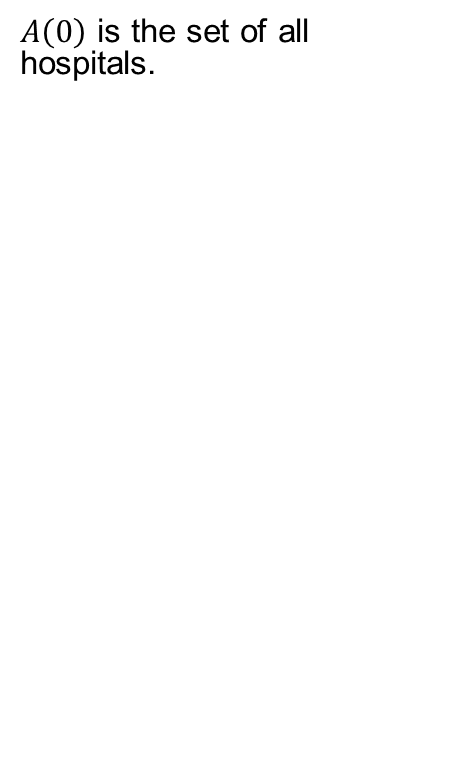 A(0) is the set of all
hospitals.